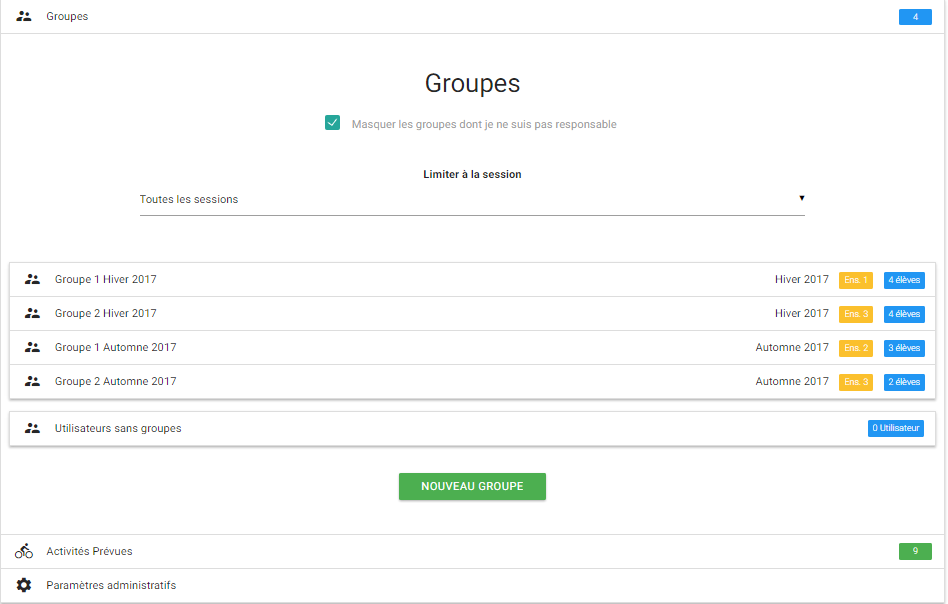 Groupes 4
Groupes
Masquer les groupes dont je ne suis pas responsable
Limiter à la session
Toutes les sessions
Groupe 1 Hiver 2017 Hiver 2017 Ens. 1 4 élèves
Groupe 2 Hiver 2017 Hiver 2017 Ens. 3 4 élèves
Groupe 1 Automne 2017 Automne 2017 Ens. 2 3 élèves
Groupe 2 Automne 2017 Automne 2017 Ens. 3 2 élèves
Utilisateurs sans groupes 0 Utilisateur
NOUVEAU GROUPE
Activités Prévues 9
Paramètres administratifs